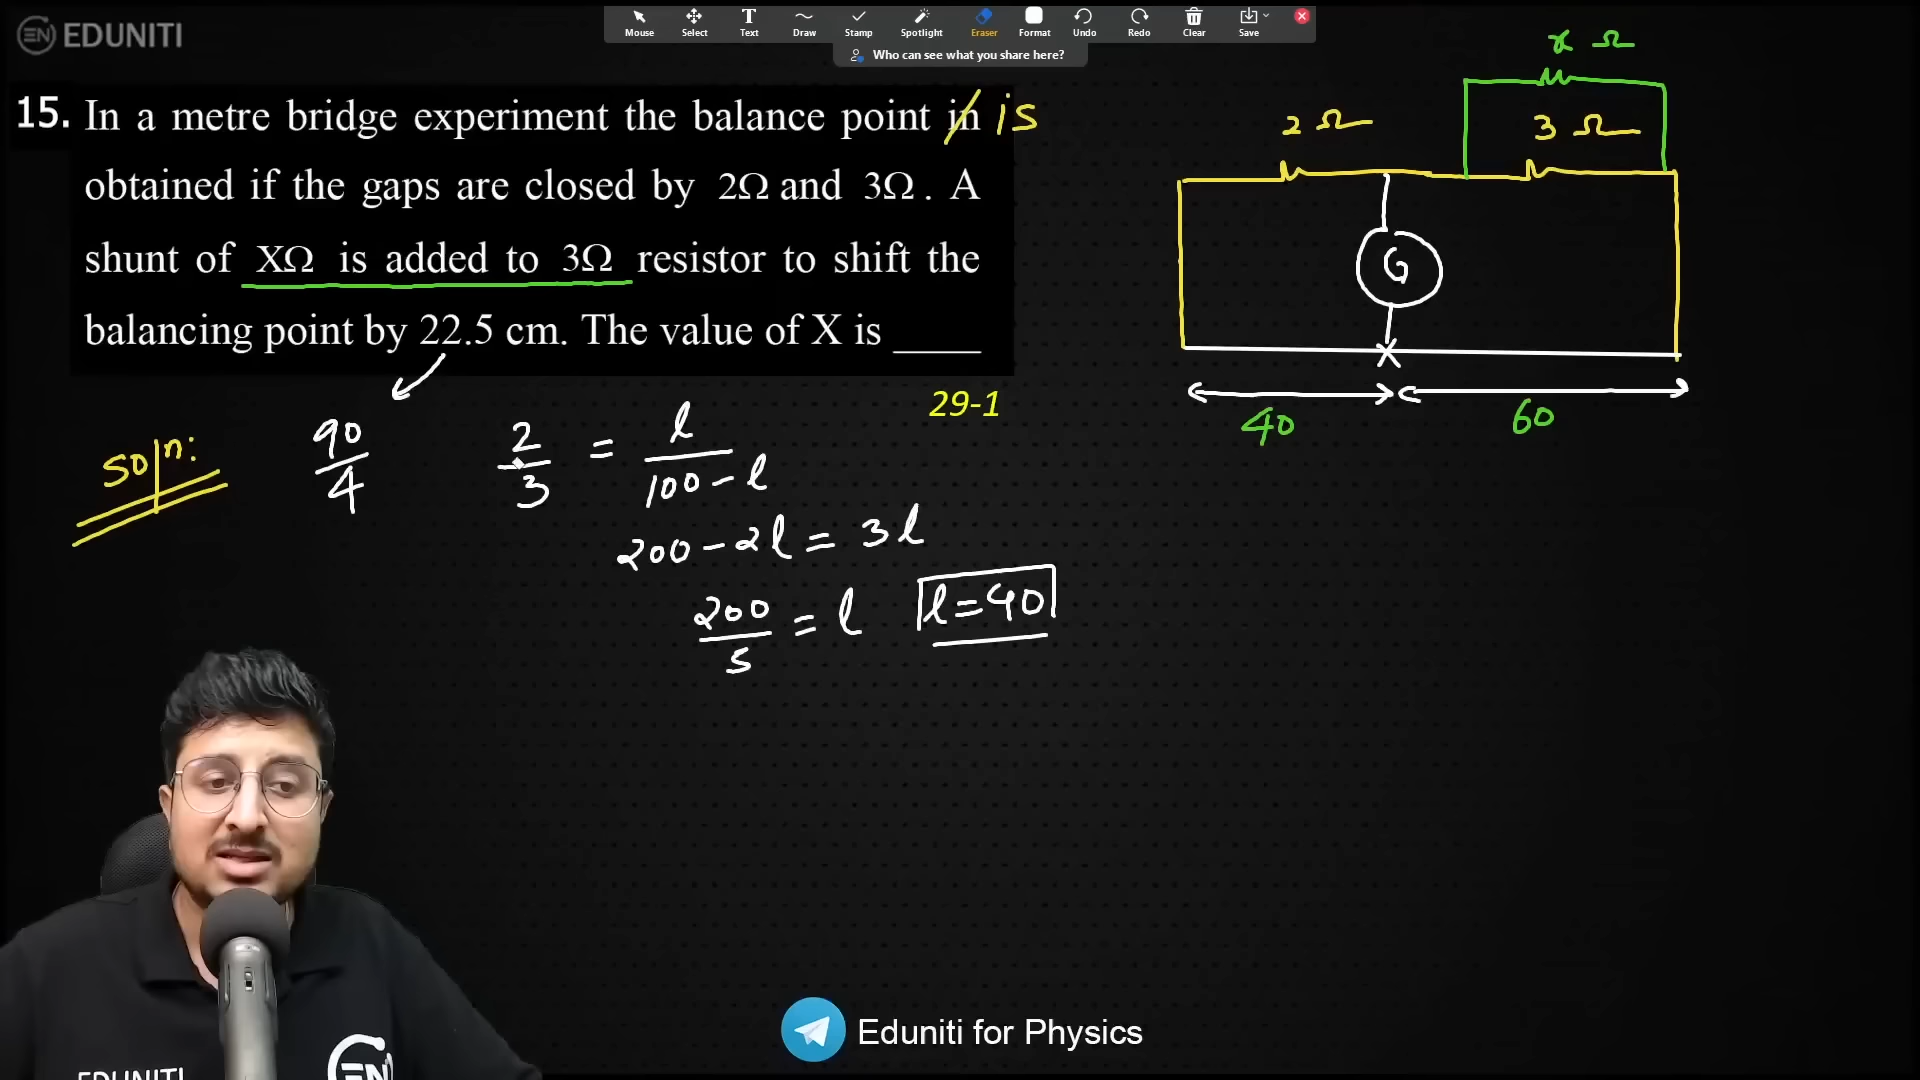 EN EDUNITI
Mouse Select Text Draw Stamp Spotlight Eraser Format Undo Redo Clear Save
Who can see what you share here?
15. In a metre bridge experiment the balance point in is
obtained if the gaps are closed by 2Ω and 3Ω. A
shunt of XΩ is added to 3Ω resistor to shift the
balancing point by 22.5 cm. The value of X is _____
29-1
x Ω
2 Ω
3 Ω
G
40
60
Soln:
90/4
2/3 = l/(100-l)
200-2l = 3l
200/5 = l
l=40
EDUNITI
EN
Eduniti for Physics